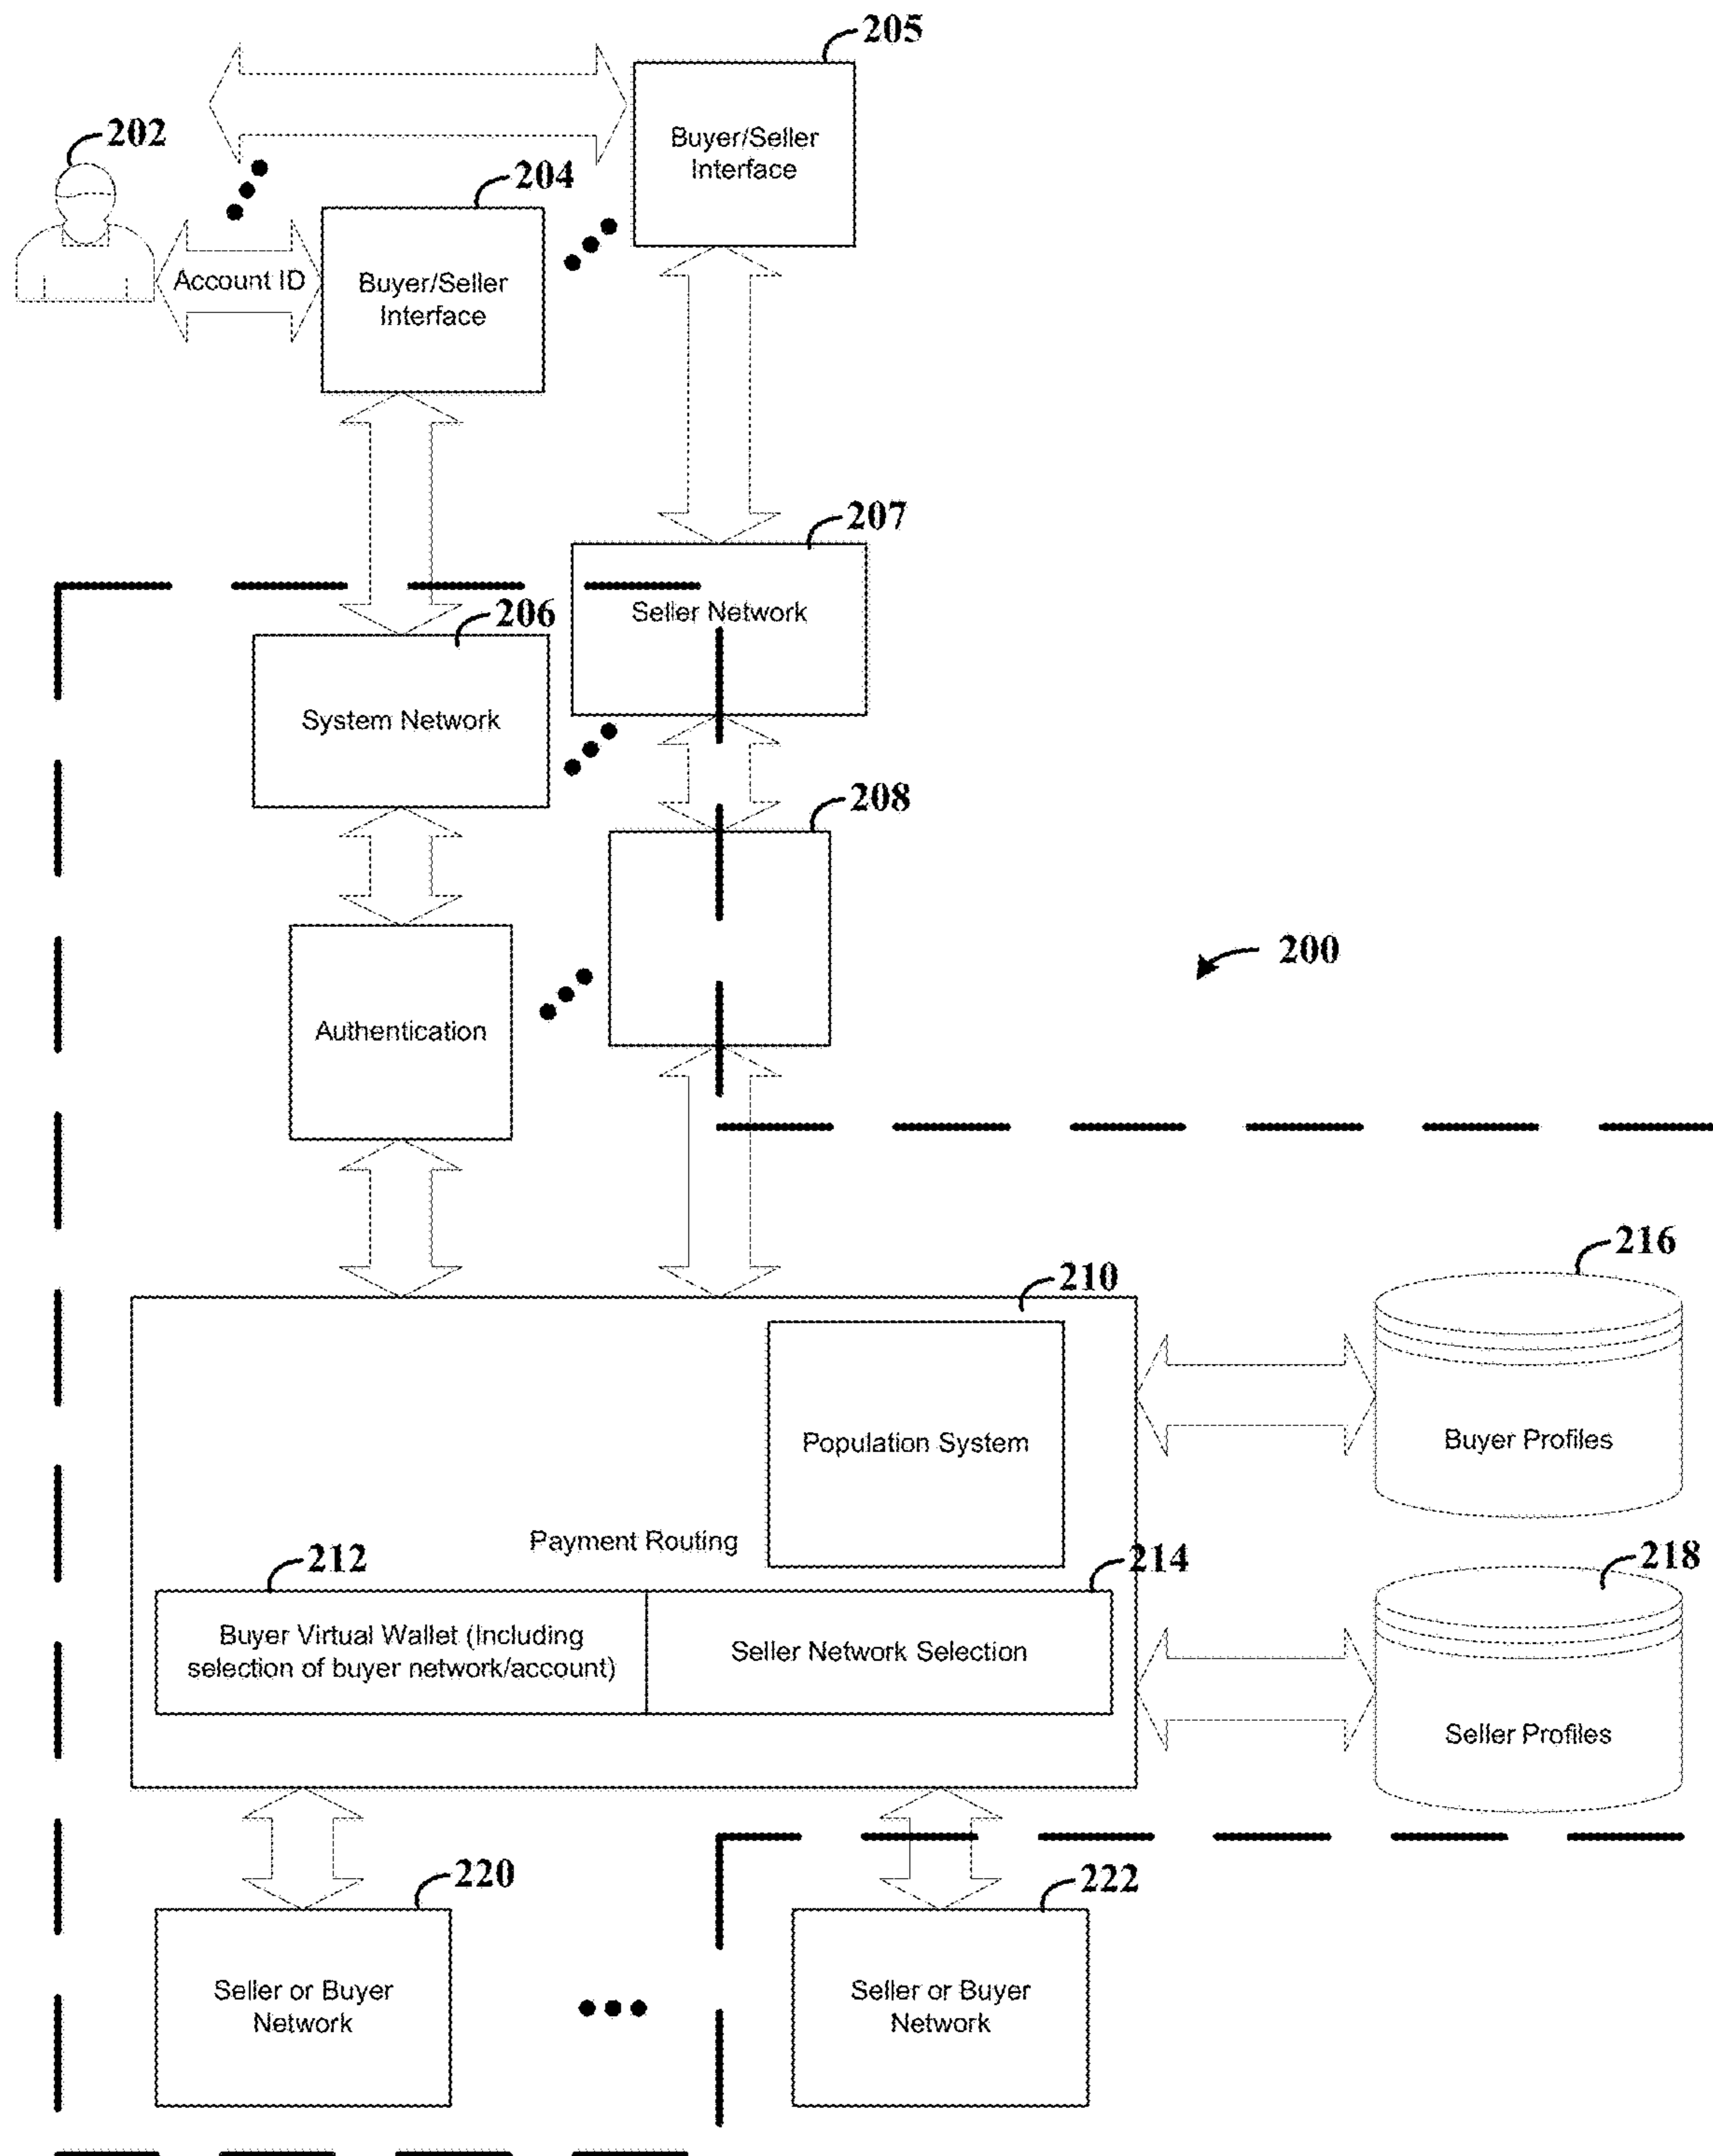 205
Buyer/Seller
Interface
202
204
Account ID
Buyer/Seller
Interface
207
Seller Network
206
System Network
208
200
Authentication
216
210
Population System
Buyer Profiles
Payment Routing
212
214
218
Buyer Virtual Wallet (Including
selection of buyer network/account)
Seller Network Selection
Seller Profiles
220
222
Seller or Buyer
Network
Seller or Buyer
Network